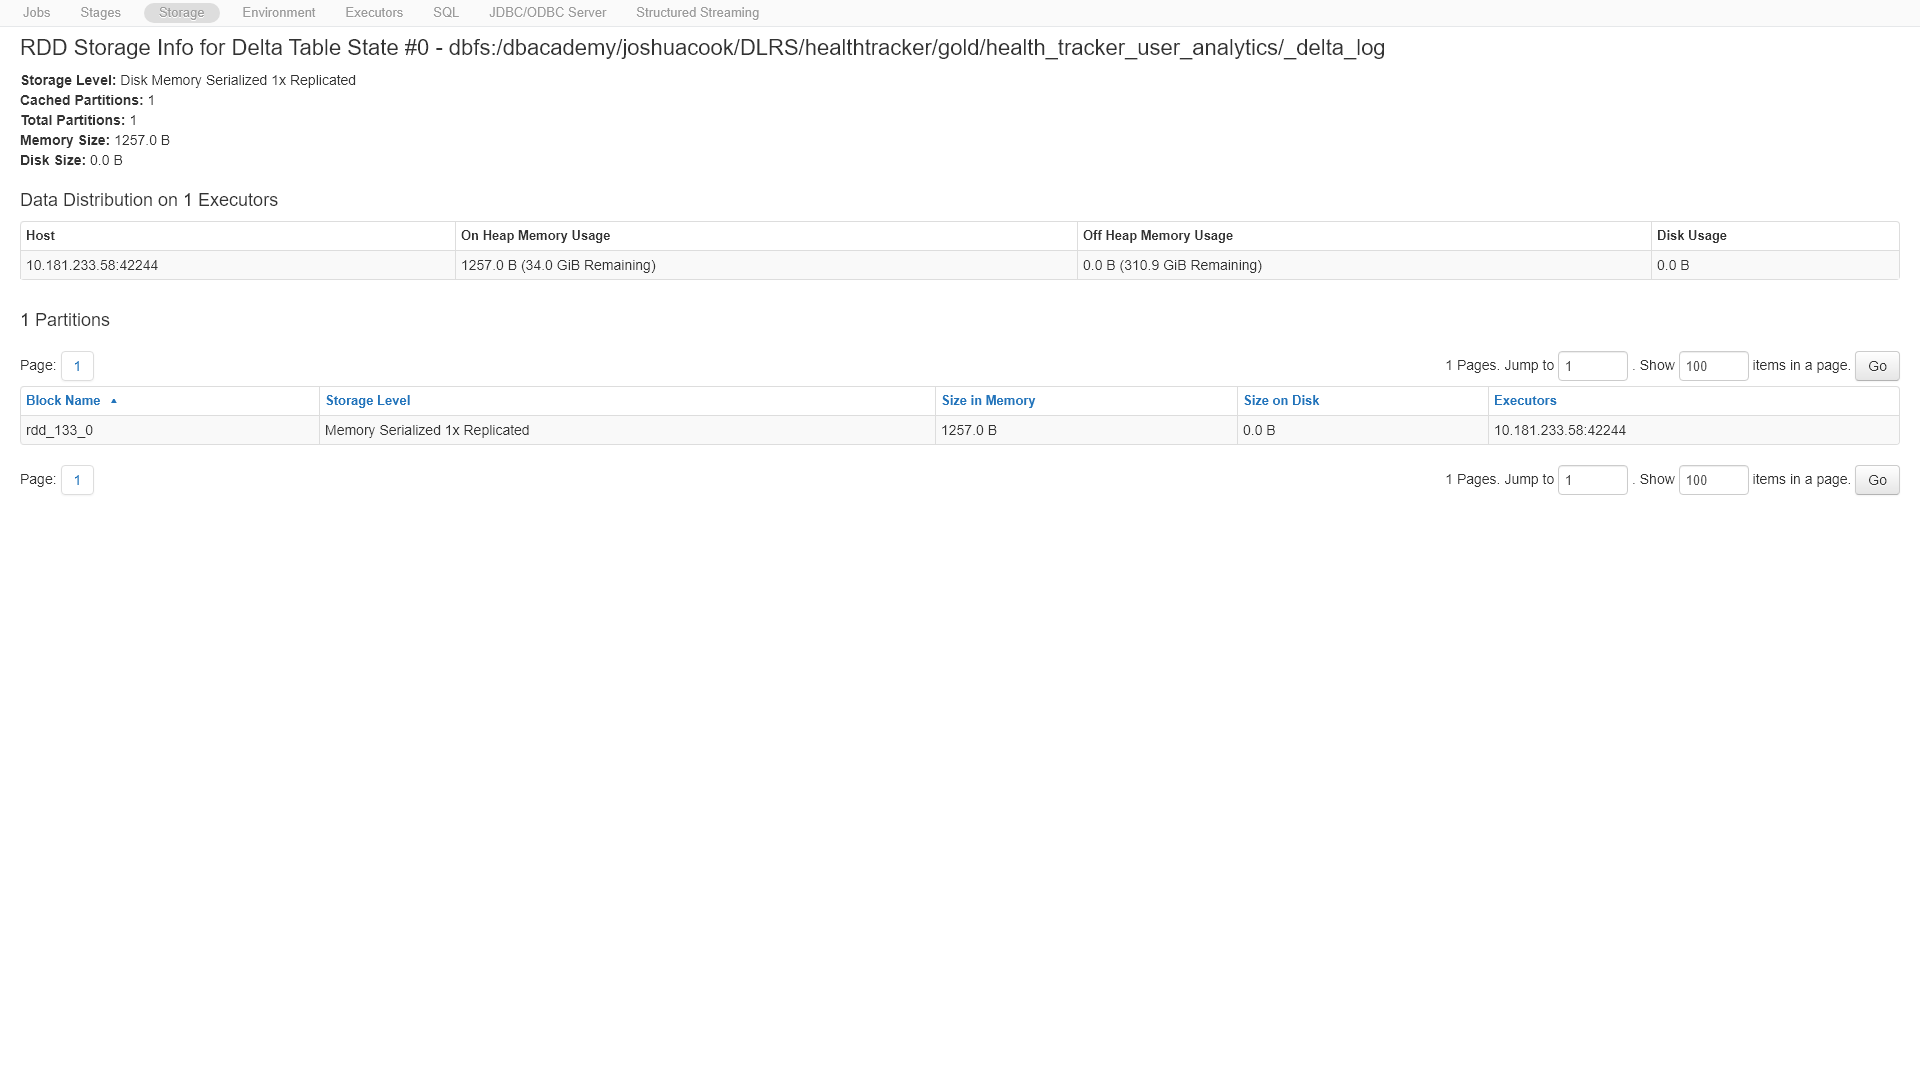 Jobs Stages Storage Environment Executors SQL JDBC/ODBC Server Structured Streaming
RDD Storage Info for Delta Table State #0 - dbfs:/dbacademy/joshuacook/DLRS/healthtracker/gold/health_tracker_user_analytics/_delta_log
Storage Level: Disk Memory Serialized 1x Replicated
Cached Partitions: 1
Total Partitions: 1
Memory Size: 1257.0 B
Disk Size: 0.0 B
Data Distribution on 1 Executors
Host On Heap Memory Usage Off Heap Memory Usage Disk Usage
10.181.233.58:42244 1257.0 B (34.0 GiB Remaining) 0.0 B (310.9 GiB Remaining) 0.0 B
1 Partitions
Page: 1 1 Pages. Jump to 1 . Show 100 items in a page. Go
Block Name ▲ Storage Level Size in Memory Size on Disk Executors
rdd_133_0 Memory Serialized 1x Replicated 1257.0 B 0.0 B 10.181.233.58:42244
Page: 1 1 Pages. Jump to 1 . Show 100 items in a page. Go